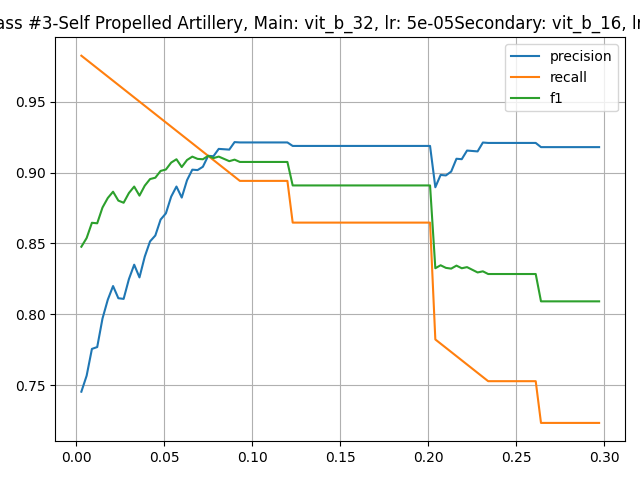 ass #3-Self Propelled Artillery, Main: vit_b_32, lr: 5e-05Secondary: vit_b_16, lr
precision
recall
f1
0.95
0.90
0.85
0.80
0.75
0.00 0.05 0.10 0.15 0.20 0.25 0.30